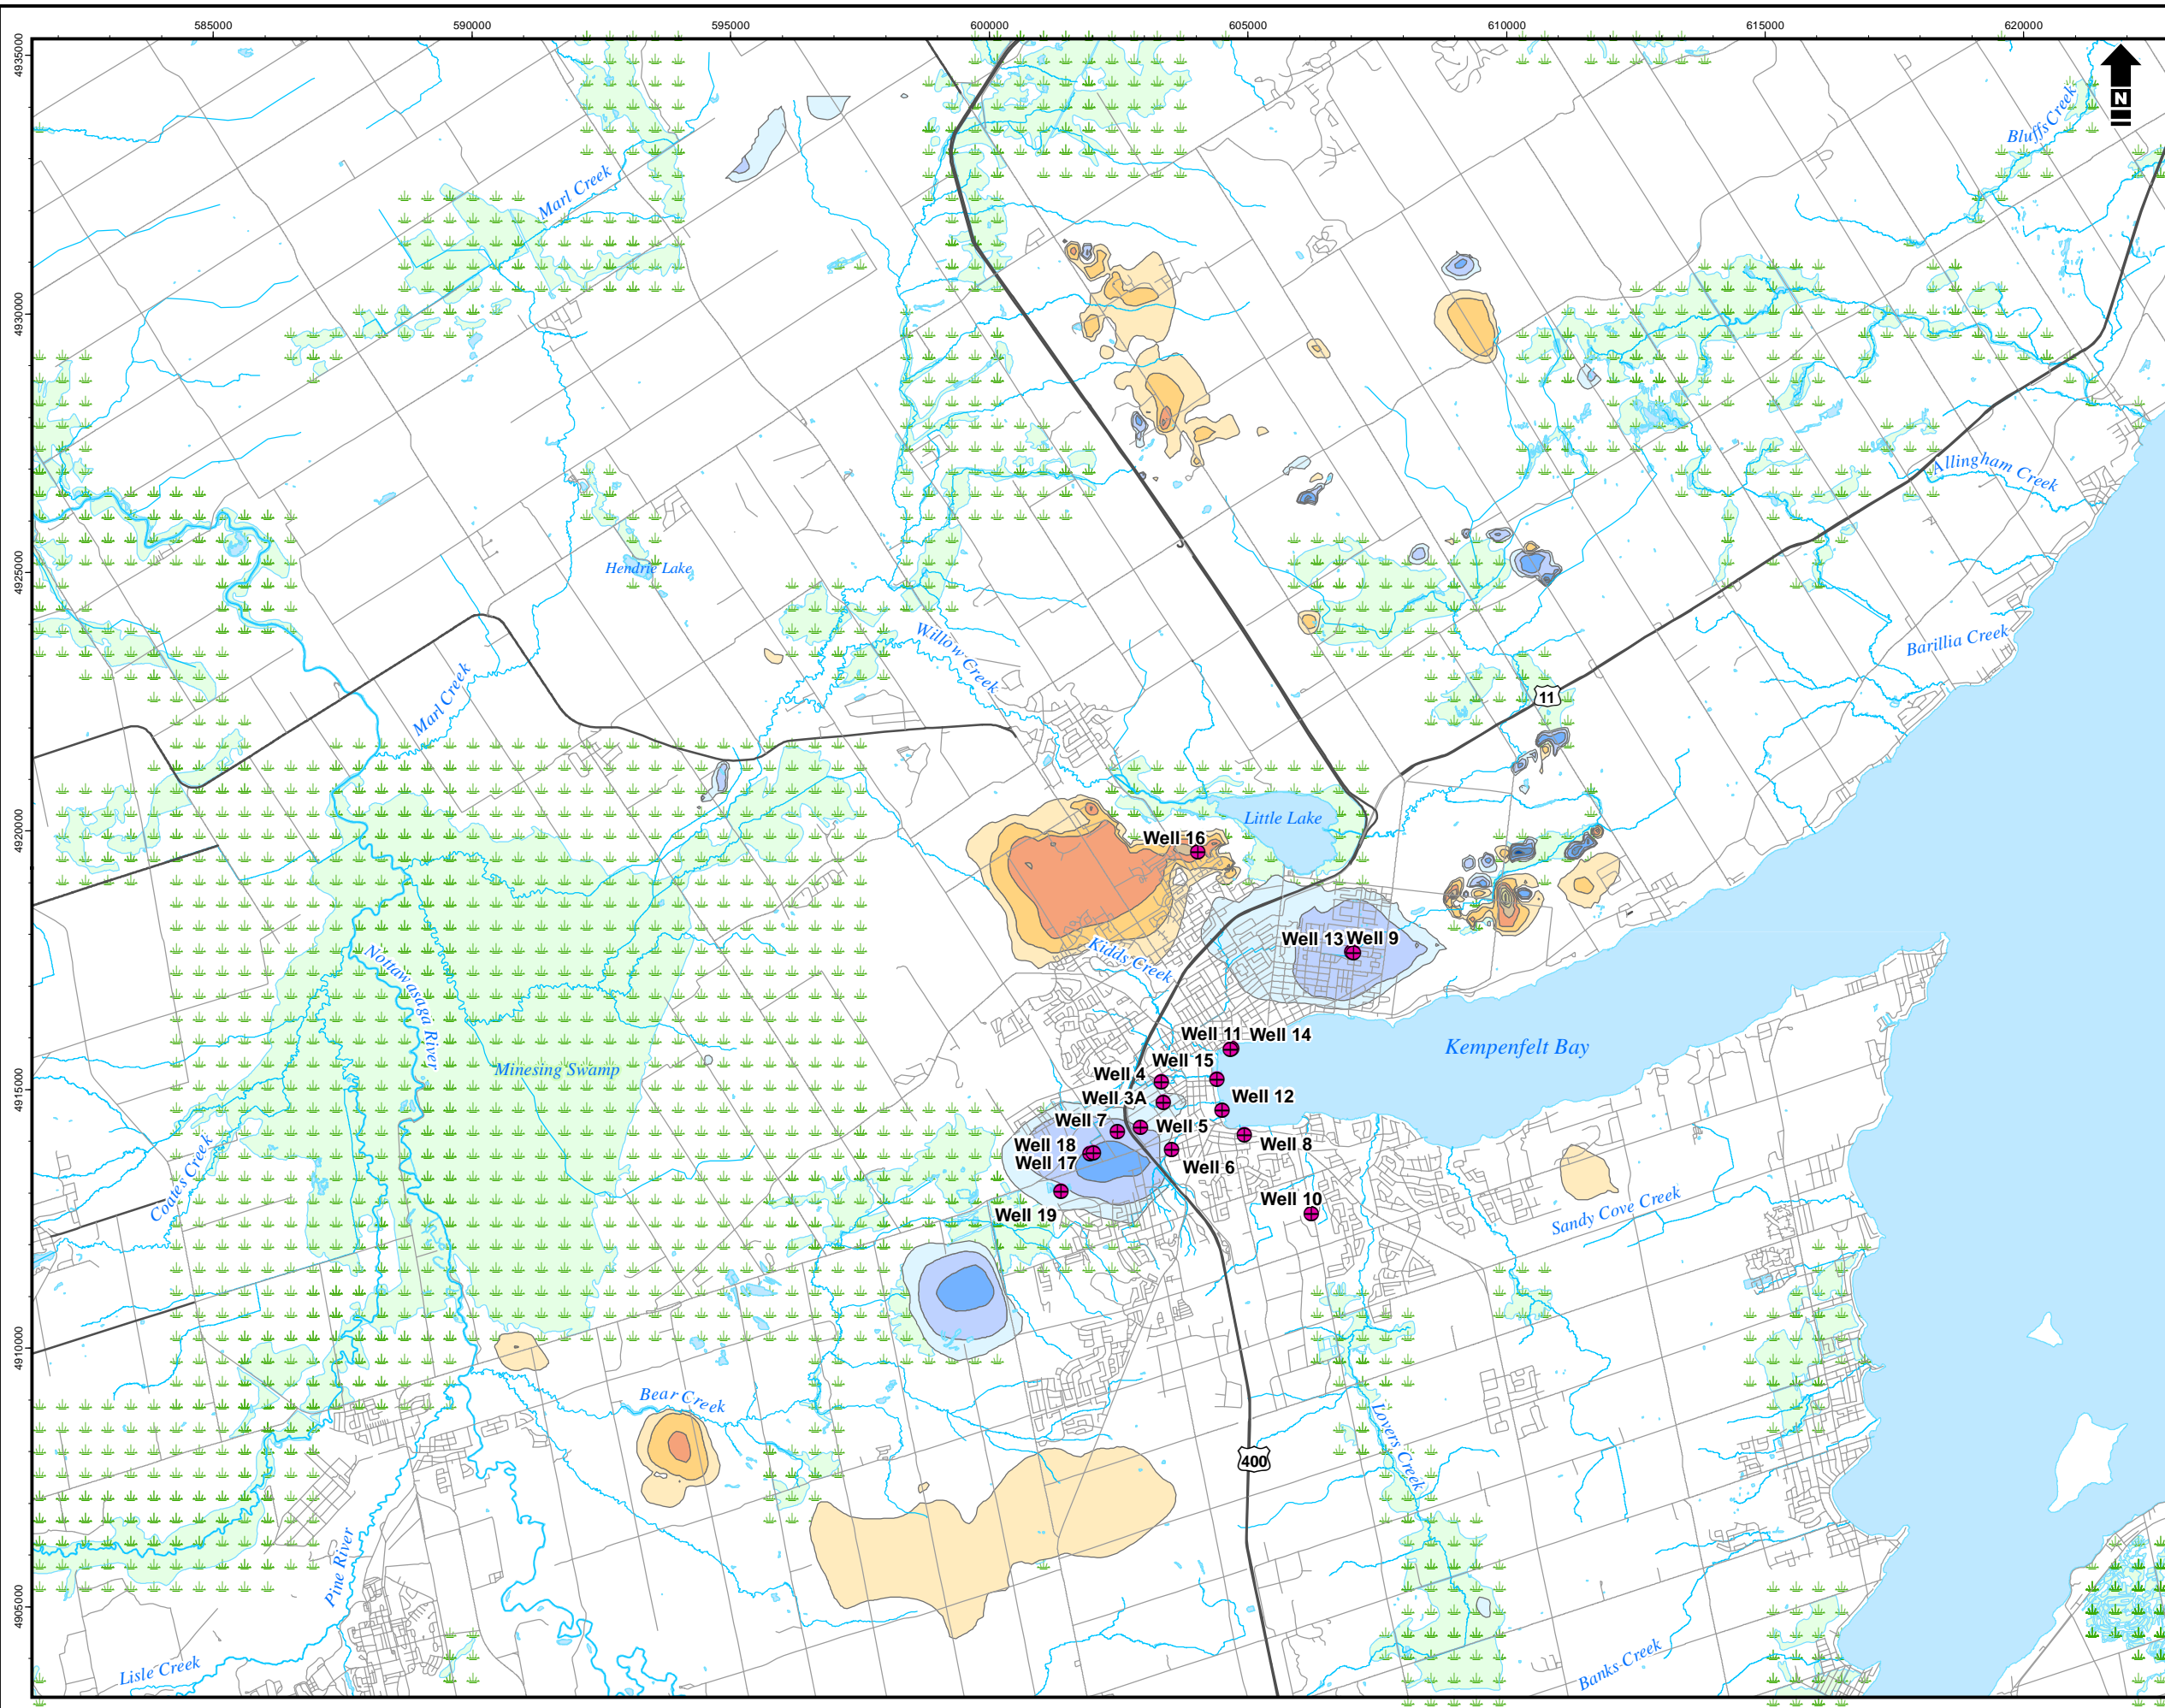 585000 590000 595000 600000 605000 610000 615000 620000
4935000
N
Bluffs Creek
Marl Creek
4930000
Allingham Creek
4925000
Hendrie Lake
Willow Creek
Barillia Creek
Marl Creek
11
4920000
Little Lake
Well 16
Kidds Creek
Well 13 Well 9
Nottawasaga River
Well 11 Well 14
Kempenfelt Bay
Well 15
Minesing Swamp
4915000
Well 4
Well 3A
Well 12
Well 7
Well 5
Well 18
Well 8
Well 17
Well 6
Coates Creek
Well 10
Well 19
Sandy Cove Creek
4910000
Bear Creek
Lovers Creek
400
Pine River
4905000
Lisle Creek
Banks Creek